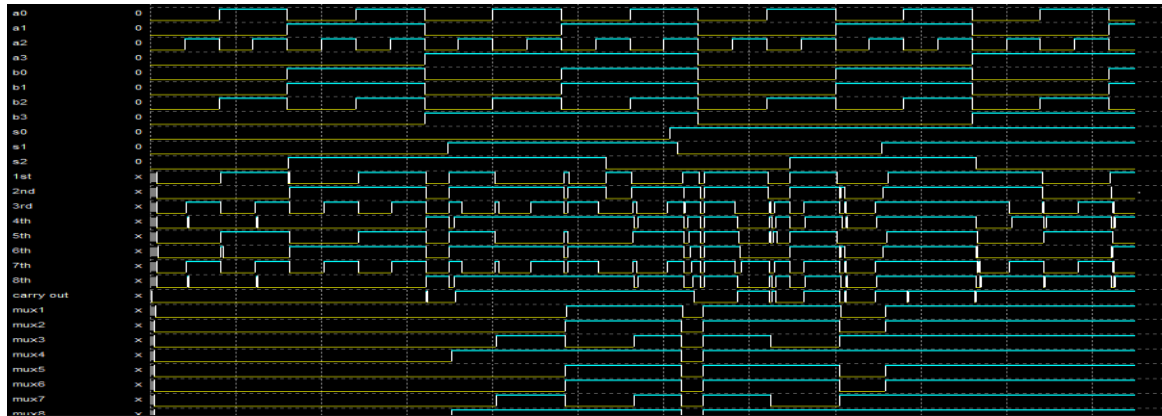 a0 0
a1 0
a2 0
a3 0
b0 0
b1 0
b2 0
b3 0
s0 0
s1 0
s2 0
1st x
2nd x
3rd x
4th x
5th x
6th x
7th x
8th x
carry out x
mux1 x
mux2 x
mux3 x
mux4 x
mux5 x
mux6 x
mux7 x
mux8 x